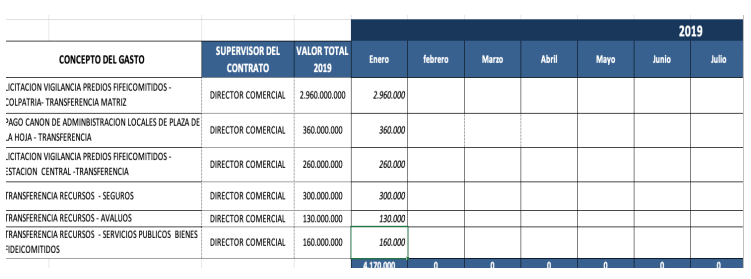 2019
CONCEPTO DEL GASTO SUPERVISOR DEL CONTRATO VALOR TOTAL 2019 Enero febrero Marzo Abril Mayo Junio Julio
LICITACION VIGILANCIA PREDIOS FIFEICOMITIDOS -
COLPATRIA- TRANSFERENCIA MATRIZ DIRECTOR COMERCIAL 2.960.000.000 2.960.000
PAGO CANON DE ADMINBISTRACION LOCALES DE PLAZA DE
LA HOJA - TRANSFERENCIA DIRECTOR COMERCIAL 360.000.000 360.000
LICITACION VIGILANCIA PREDIOS FIFEICOMITIDOS -
ESTACION CENTRAL -TRANSFERENCIA DIRECTOR COMERCIAL 260.000.000 260.000
TRANSFERENCIA RECURSOS - SEGUROS DIRECTOR COMERCIAL 300.000.000 300.000
TRANSFERENCIA RECURSOS - AVALUOS DIRECTOR COMERCIAL 130.000.000 130.000
TRANSFERENCIA RECURSOS - SERVICIOS PUBLICOS BIENES
FIDEICOMITIDOS DIRECTOR COMERCIAL 160.000.000 160.000
4.170.000 0 0 0 0 0 0